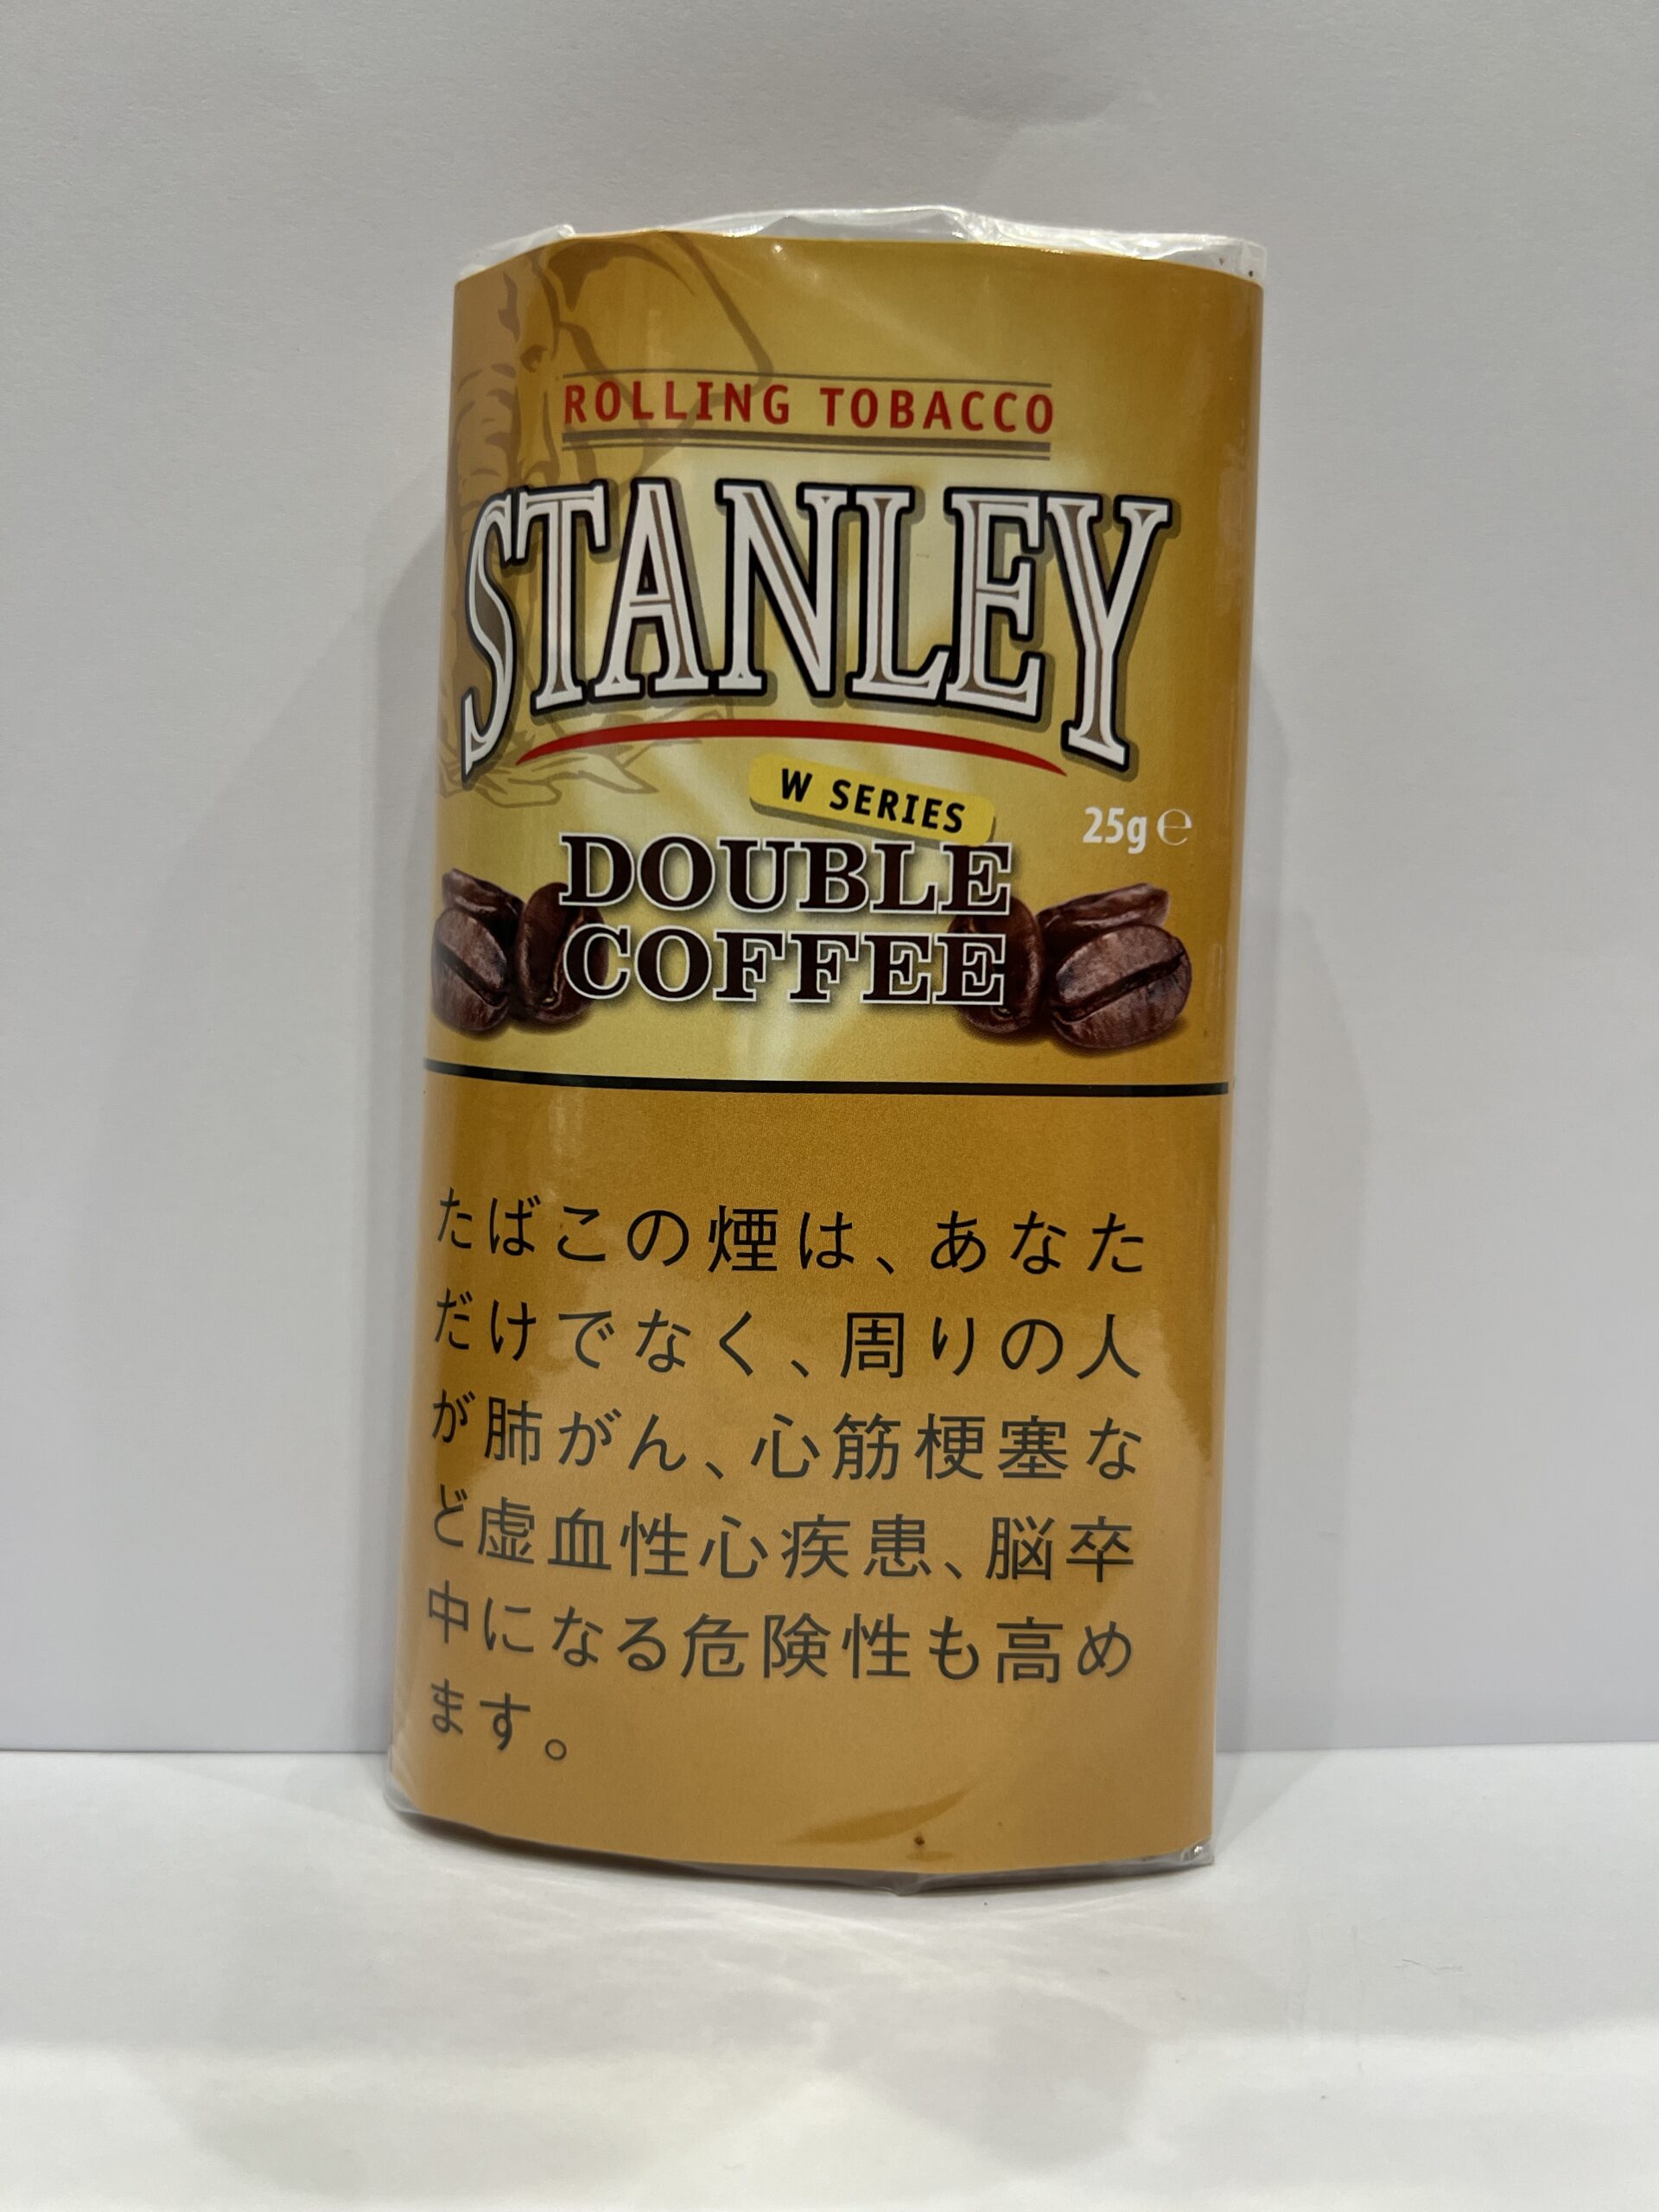 ROLLING TOBACCO
STANLEY
W SERIES
25g ℮
DOUBLE
COFFEE
たばこの煙は、あなた
だけでなく、周りの人
が肺がん、心筋梗塞な
ど虚血性心疾患、脳卒
中になる危険性も高め
ます。